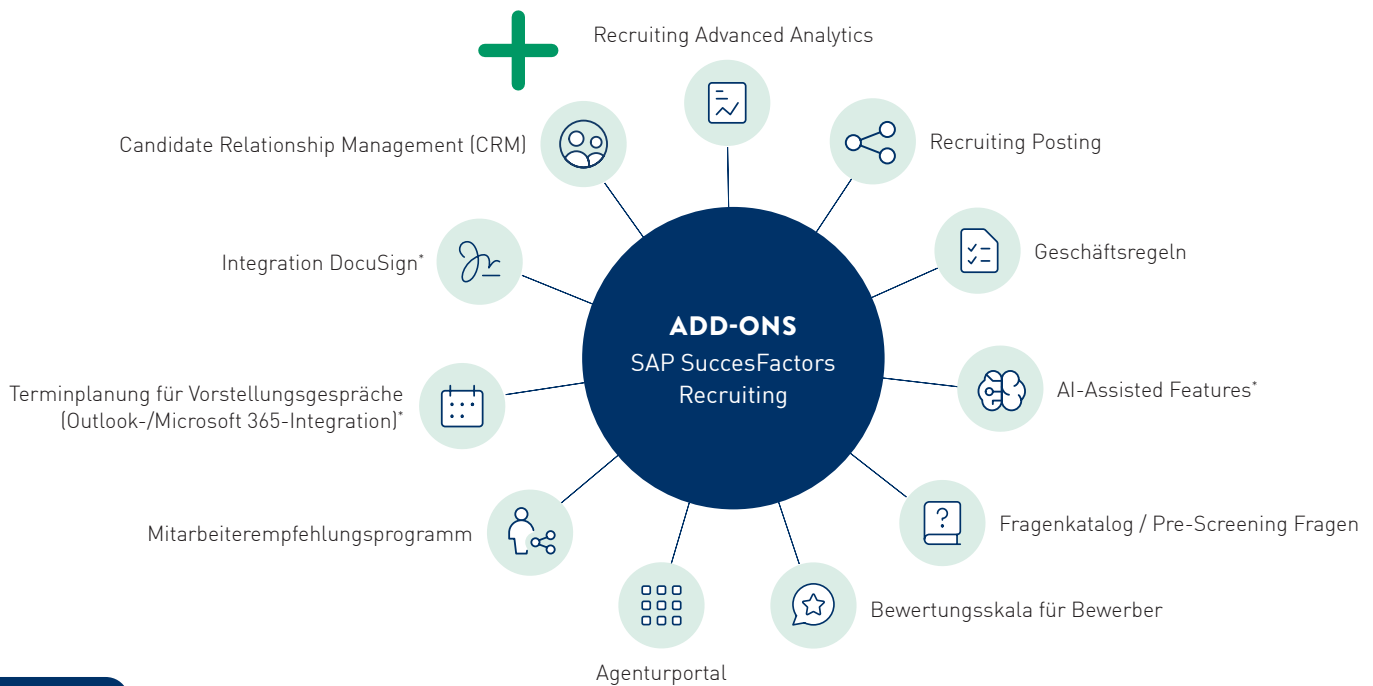 Recruiting Advanced Analytics
Candidate Relationship Management (CRM)
Recruiting Posting
Integration DocuSign*
Geschäftsregeln
ADD-ONS
SAP SuccesFactors
Recruiting
Terminplanung für Vorstellungsgespräche
(Outlook-/Microsoft 365-Integration)*
AI-Assisted Features*
Mitarbeiterempfehlungsprogramm
Fragenkatalog / Pre-Screening Fragen
Bewertungsskala für Bewerber
Agenturportal